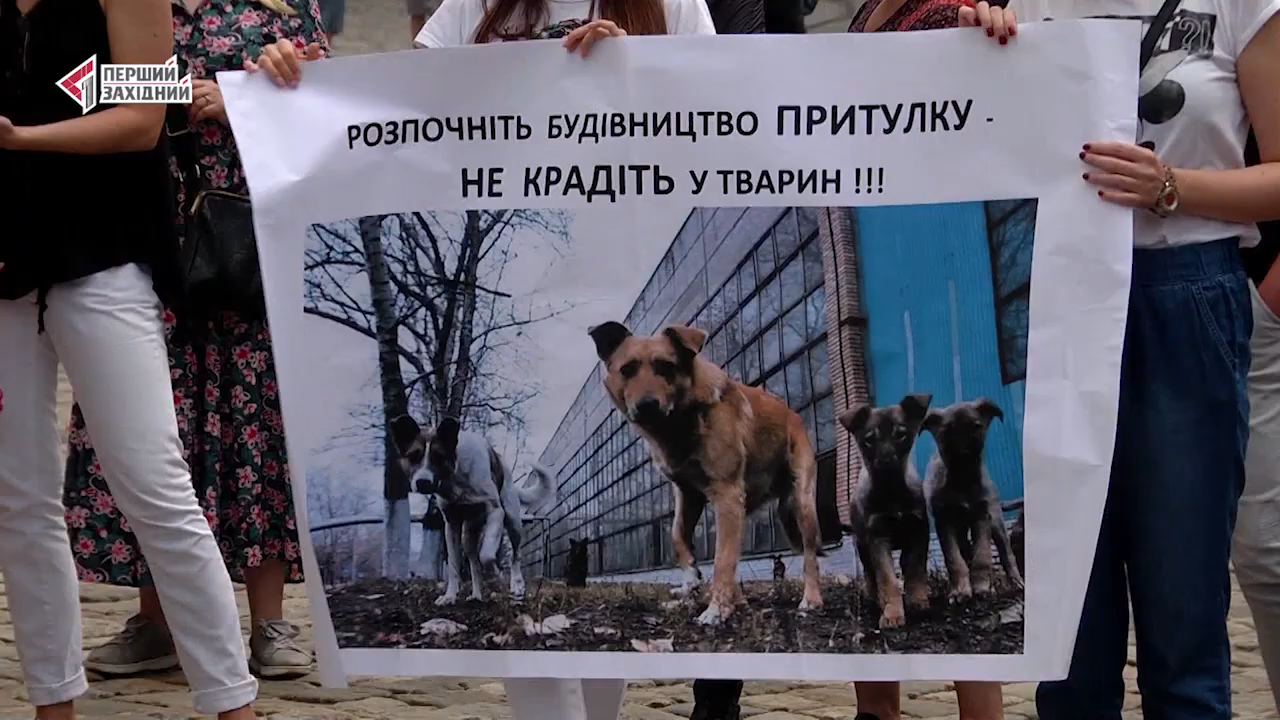 ПЕРШИЙ
ЗАХІДНИЙ
РОЗПОЧНІТЬ БУДІВНИЦТВО ПРИТУЛКУ -
НЕ КРАДІТЬ У ТВАРИН !!!